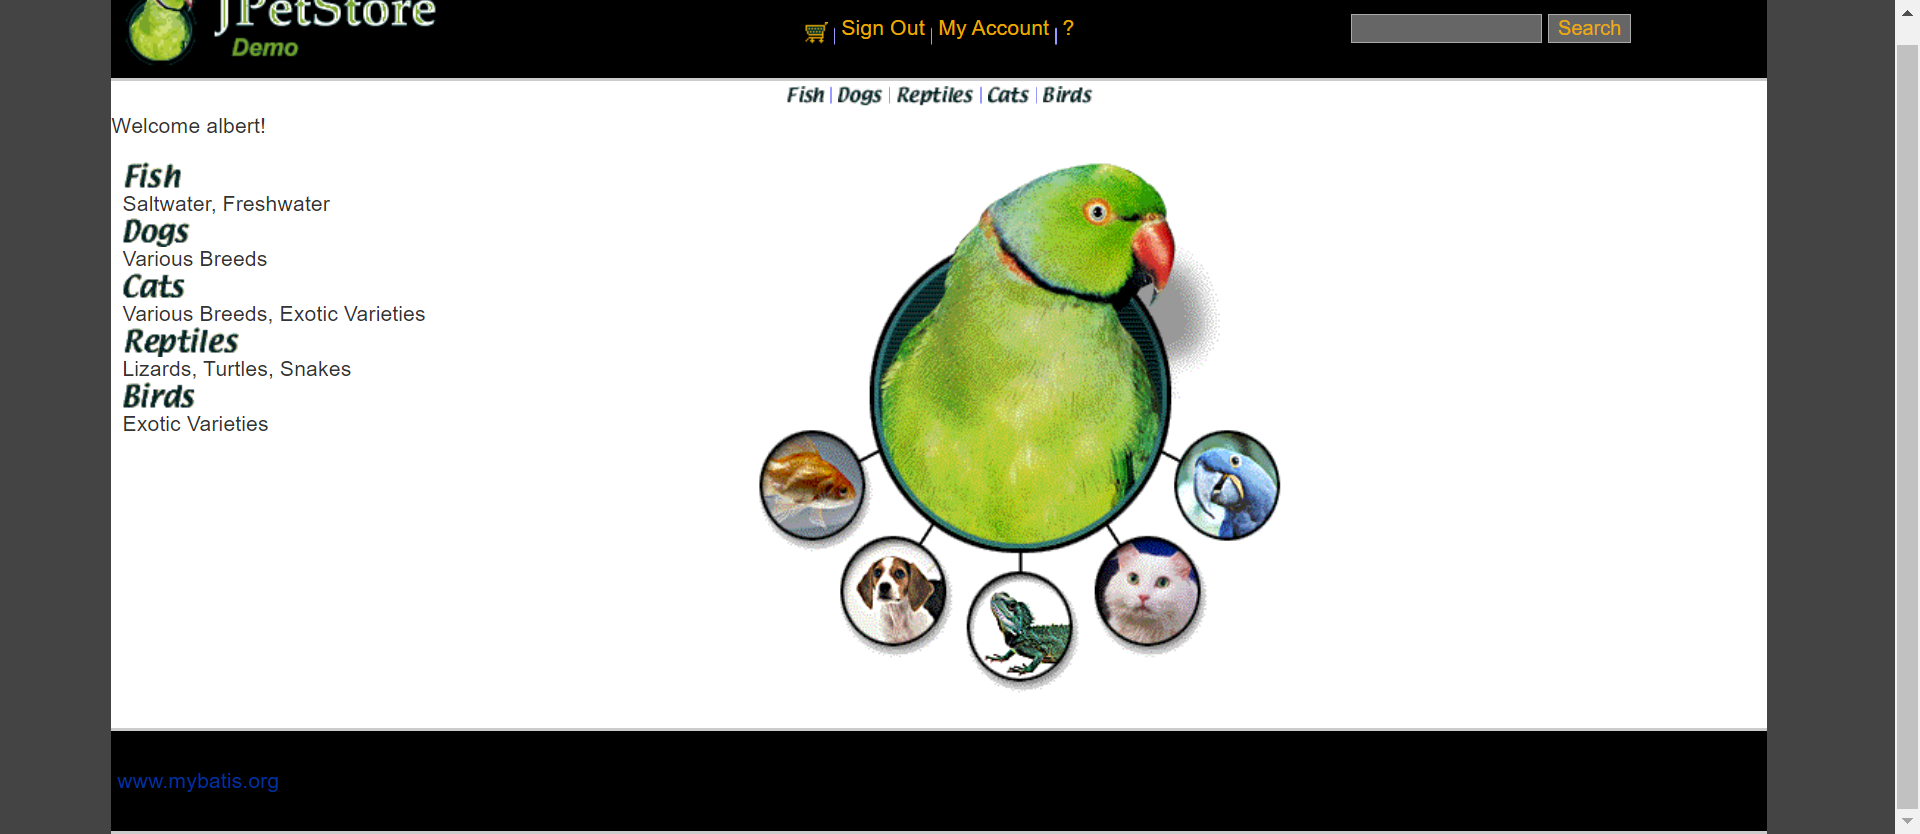 JPetStore
Demo
Sign Out | My Account | ?
Search
Fish | Dogs | Reptiles | Cats | Birds
Welcome albert!
Fish
Saltwater, Freshwater
Dogs
Various Breeds
Cats
Various Breeds, Exotic Varieties
Reptiles
Lizards, Turtles, Snakes
Birds
Exotic Varieties
www.mybatis.org